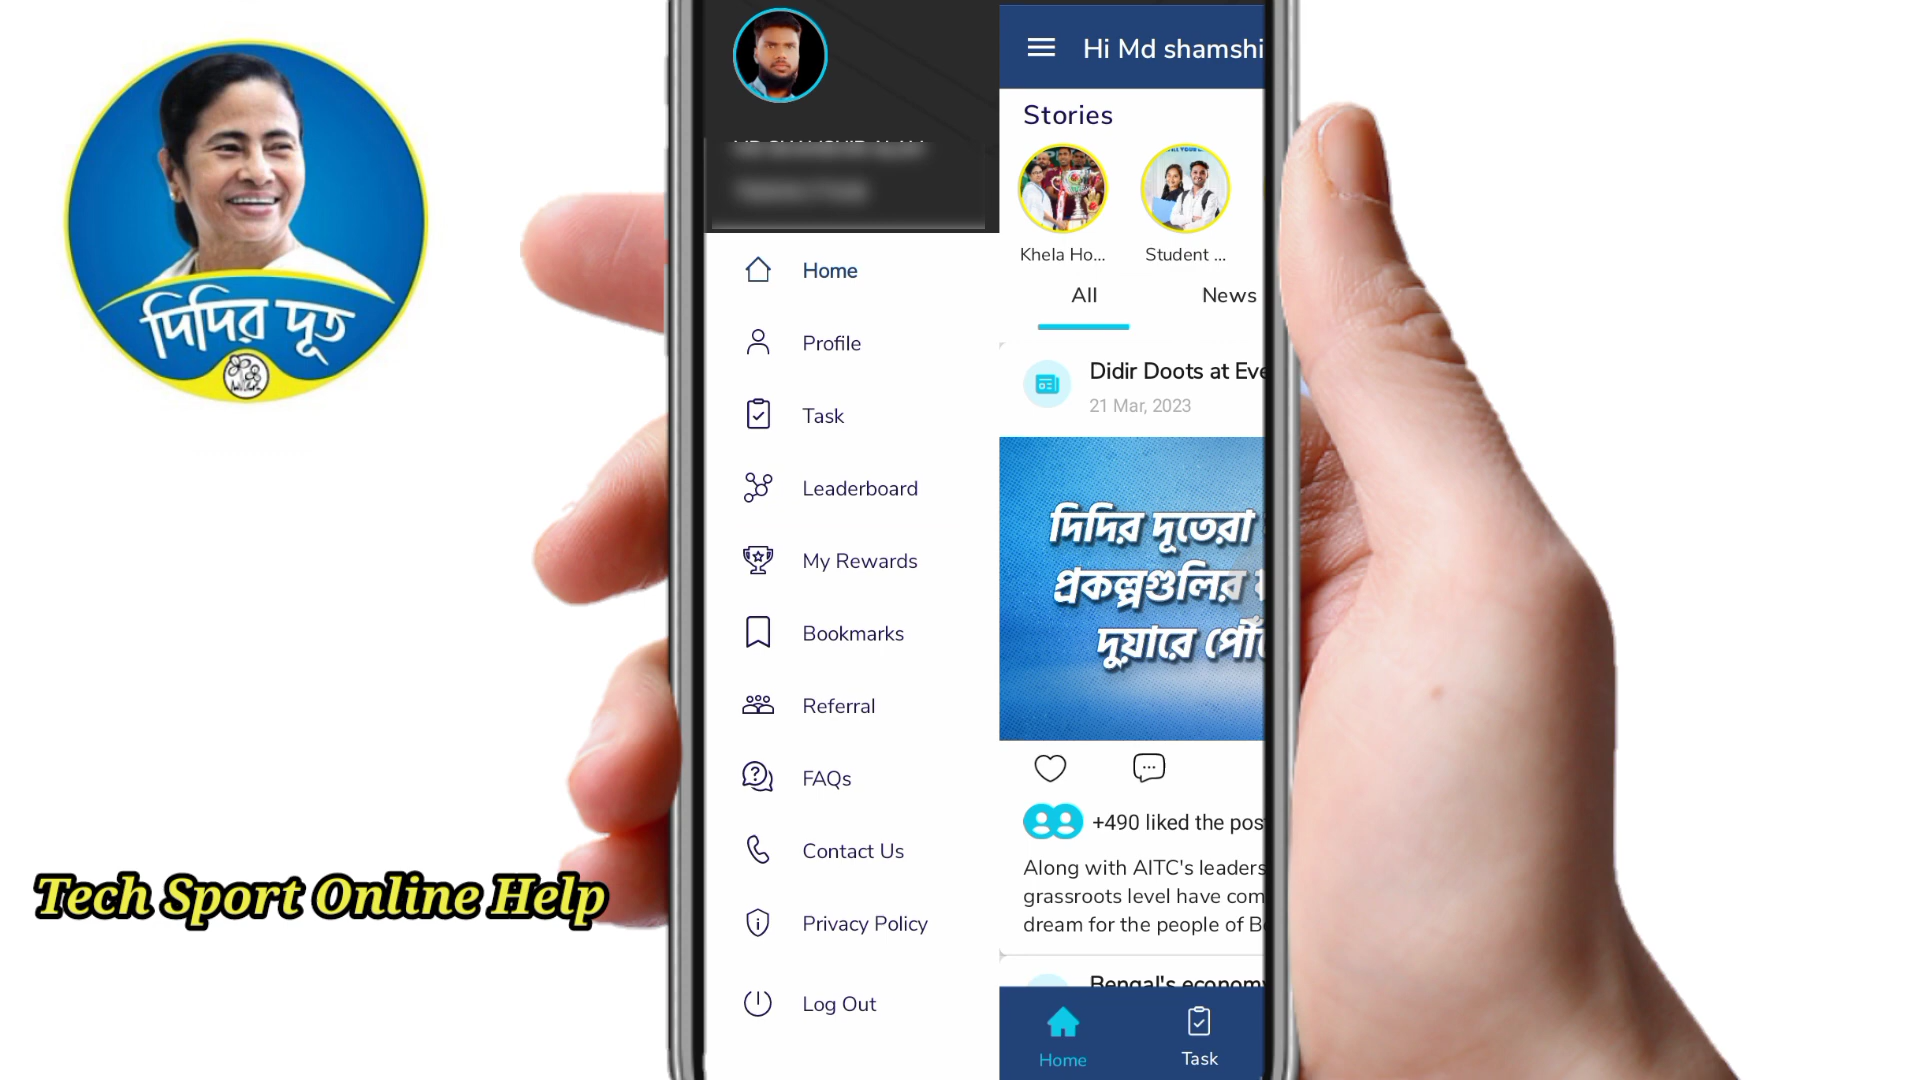 দিদির দূত
Tech Sport Online Help
Home
Profile
Task
Leaderboard
My Rewards
Bookmarks
Referral
FAQs
Contact Us
Privacy Policy
Log Out
Hi Md shamshi
Stories
Khela Ho...
Student ...
All News
Didir Doots at Eve
21 Mar, 2023
দিদির দূতেরা
প্রকল্পগুলির
দুয়ারে
+490 liked the pos
Along with AITC's leaders
grassroots level have com
dream for the people of B
Bengal's economy
Home Task